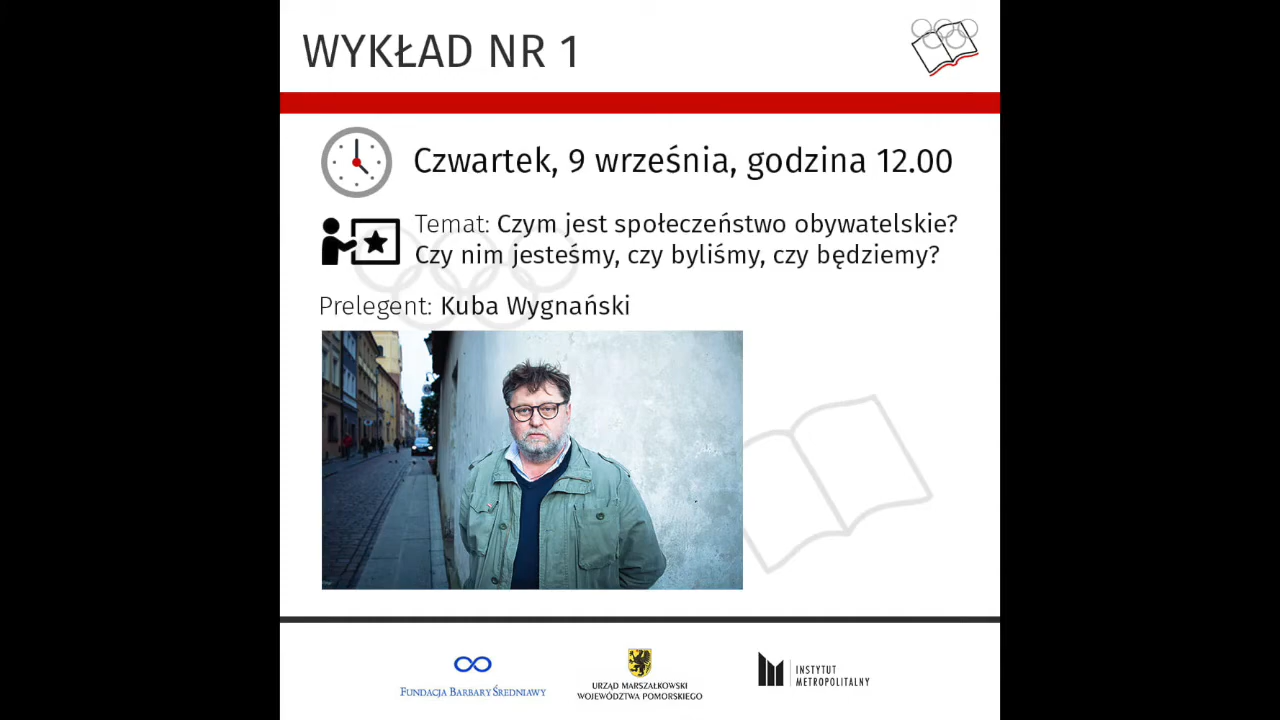 WYKŁAD NR 1
Czwartek, 9 września, godzina 12.00
Temat: Czym jest społeczeństwo obywatelskie?
Czy nim jesteśmy, czy byliśmy, czy będziemy?
Prelegent: Kuba Wygnański
FUNDACJA BARBARY ŚREDNIAWY
URZĄD MARSZAŁKOWSKI
WOJEWÓDZTWA POMORSKIEGO
INSTYTUT
METROPOLITALNY